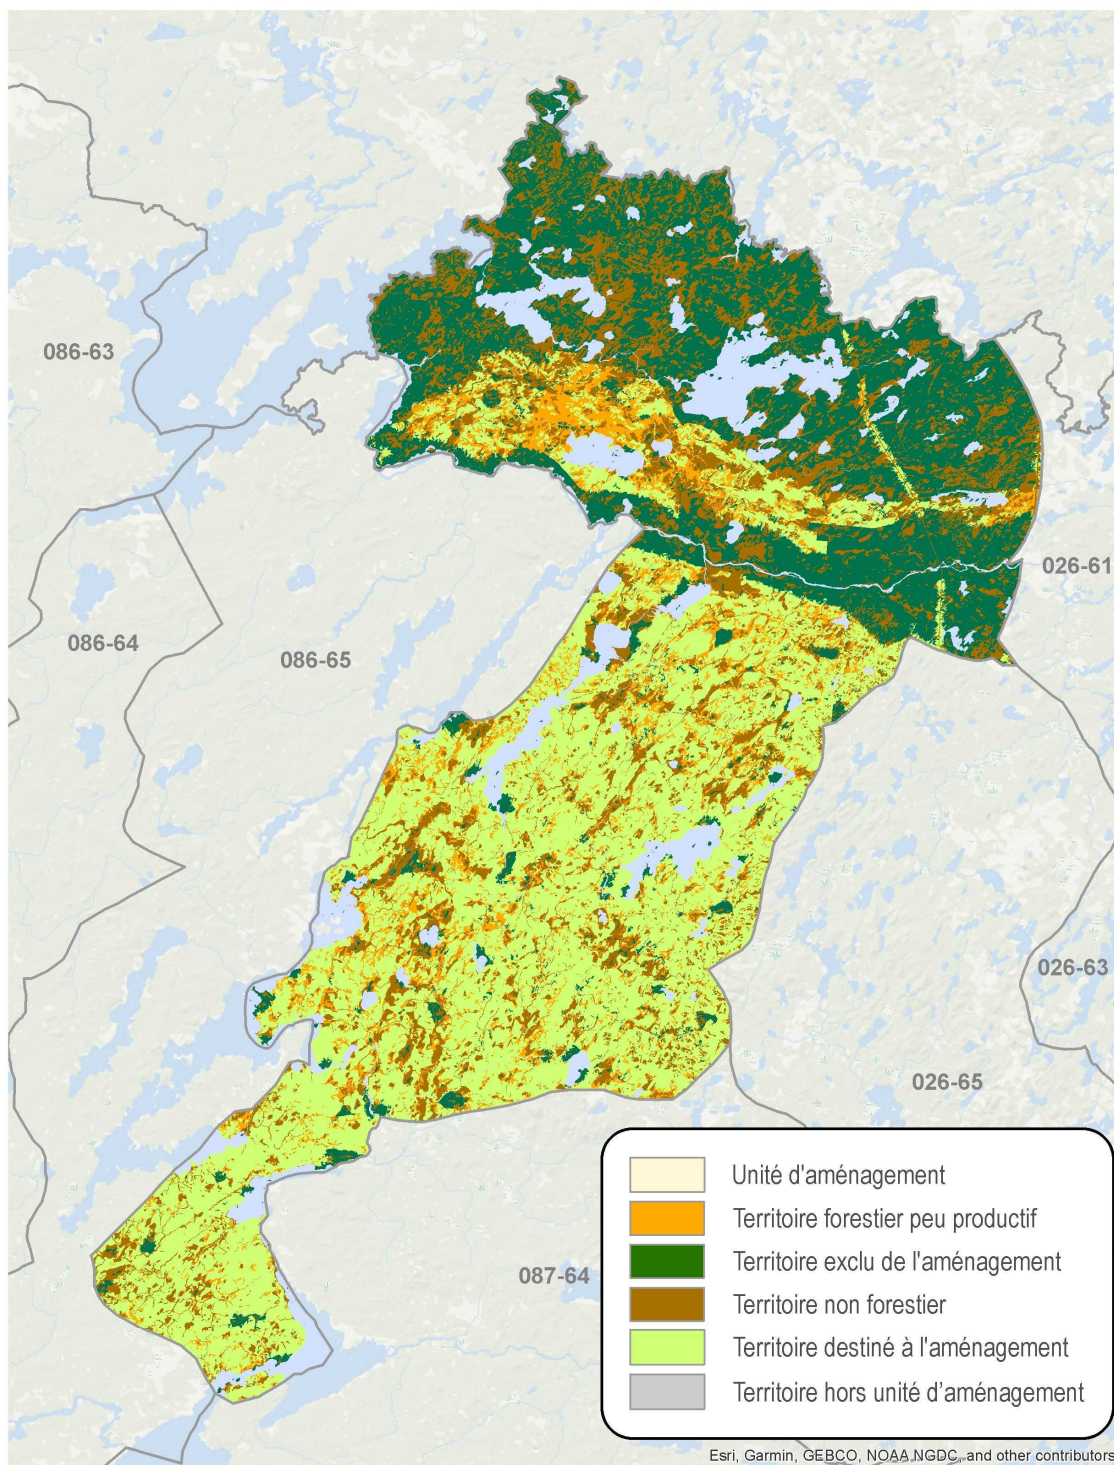 086-63
026-61
086-64
086-65
026-63
026-65
087-64
Unité d'aménagement
Territoire forestier peu productif
Territoire exclu de l'aménagement
Territoire non forestier
Territoire destiné à l'aménagement
Territoire hors unité d’aménagement
Esri, Garmin, GEBCO, NOAA NGDC, and other contributors